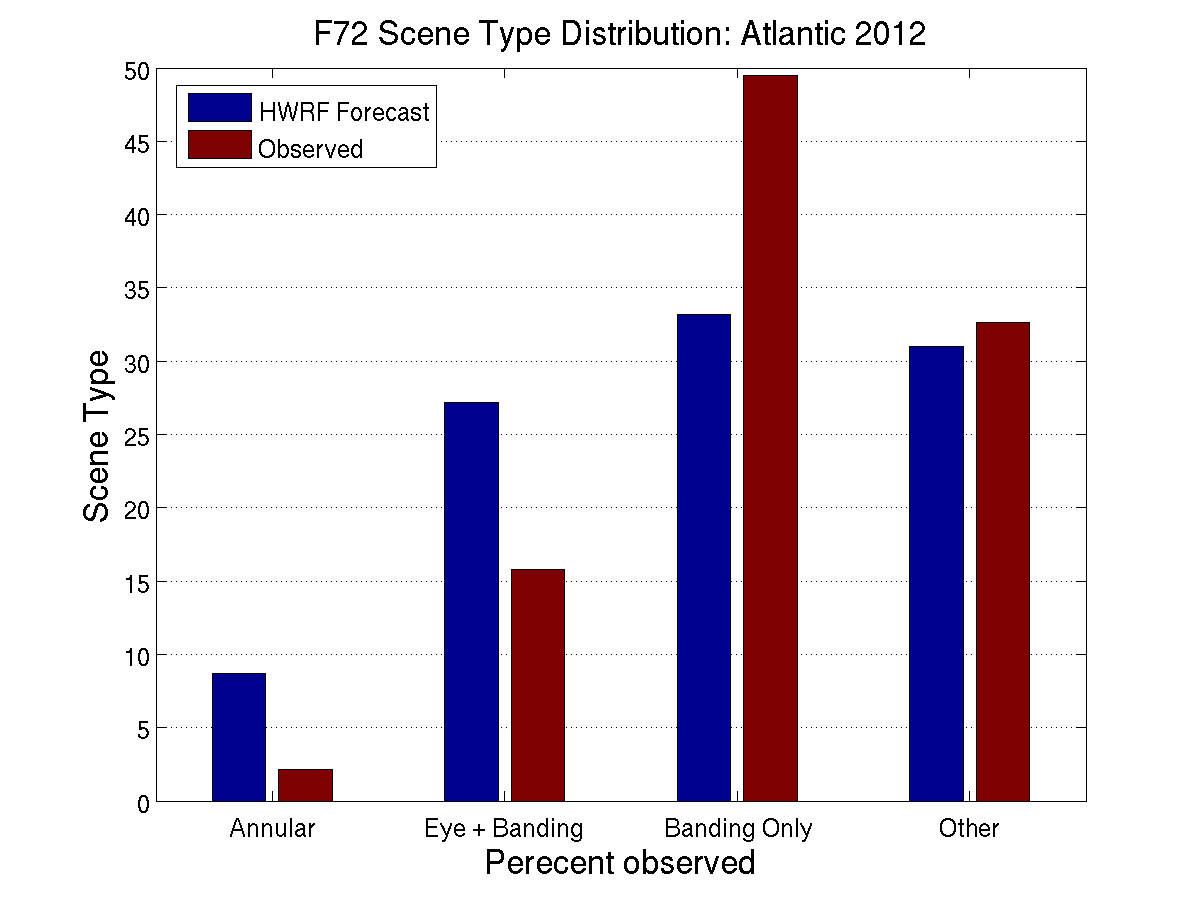 F72 Scene Type Distribution: Atlantic 2012
HWRF Forecast
Observed
50
45
40
35
30
25
20
15
10
5
0
Scene Type
Annular
Eye + Banding
Banding Only
Other
Perecent observed